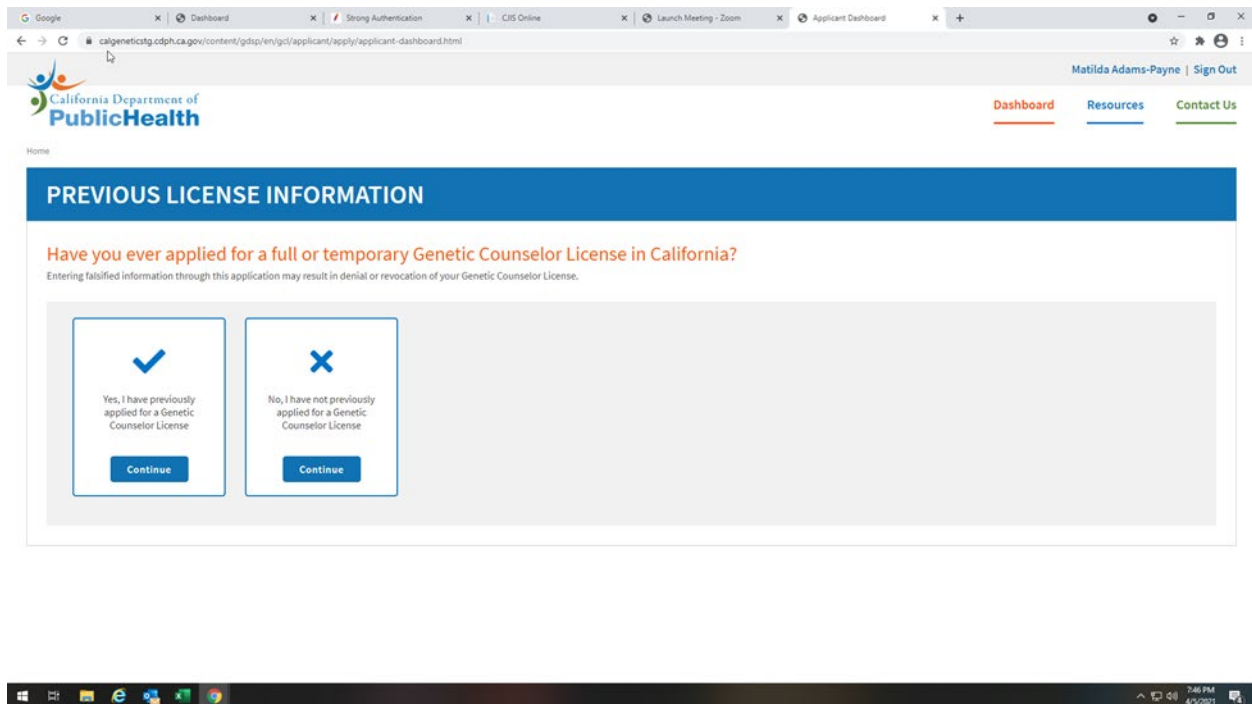 Google
Dashboard
Strong Authentication
CJIS Online
Launch Meeting - Zoom
Applicant Dashboard
calgeneticstg.cdph.ca.gov/content/gdsp/en/gcl/applicant/apply/applicant-dashboard.html
Matilda Adams-Payne | Sign Out
California Department of
PublicHealth
Dashboard Resources Contact Us
Home
PREVIOUS LICENSE INFORMATION
Have you ever applied for a full or temporary Genetic Counselor License in California?
Entering falsified information through this application may result in denial or revocation of your Genetic Counselor License.
Yes, I have previously
applied for a Genetic
Counselor License
Continue
No, I have not previously
applied for a Genetic
Counselor License
Continue
7:46 PM
4/5/2021